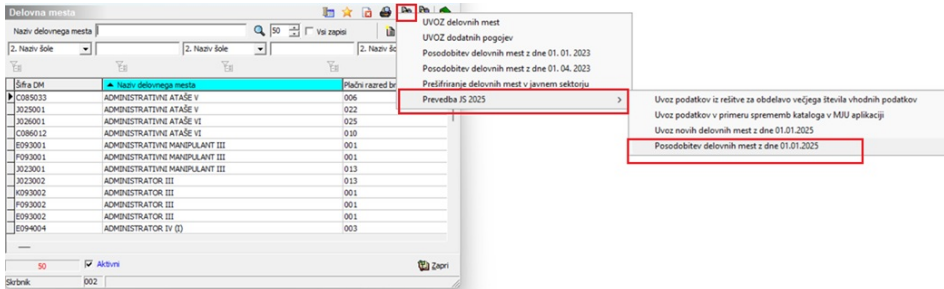 Delovna mesta
Naziv delovnega mesta
50
Vsi zapisi
2. Naziv šole
2. Naziv šole
2. Naziv šo
Šifra DM
Naziv delovnega mesta
Plačni razred br
C085033 ADMINISTRATIVNI ATAŠE V 006
J025001 ADMINISTRATIVNI ATAŠE V 022
J026001 ADMINISTRATIVNI ATAŠE VI 025
C086012 ADMINISTRATIVNI ATAŠE VI 010
E093001 ADMINISTRATIVNI MANIPULANT III 001
F093001 ADMINISTRATIVNI MANIPULANT III 001
J023001 ADMINISTRATIVNI MANIPULANT III 013
J023002 ADMINISTRATOR III 013
K093002 ADMINISTRATOR III 001
F093002 ADMINISTRATOR III 001
E093002 ADMINISTRATOR III 001
E094004 ADMINISTRATOR IV (I) 003
50
Aktivni
Zapri
Skrbnik 002
UVOZ delovnih mest
UVOZ dodatnih pogojev
Posodobitev delovnih mest z dne 01. 01. 2023
Posodobitev delovnih mest z dne 01. 04. 2023
Prešifriranje delovnih mest v javnem sektorju
Prevedba JS 2025
Uvoz podatkov iz rešitve za obdelavo večjega števila vhodnih podatkov
Uvoz podatkov v primeru sprememb kataloga v MJU aplikaciji
Uvoz novih delovnih mest z dne 01.01.2025
Posodobitev delovnih mest z dne 01.01.2025